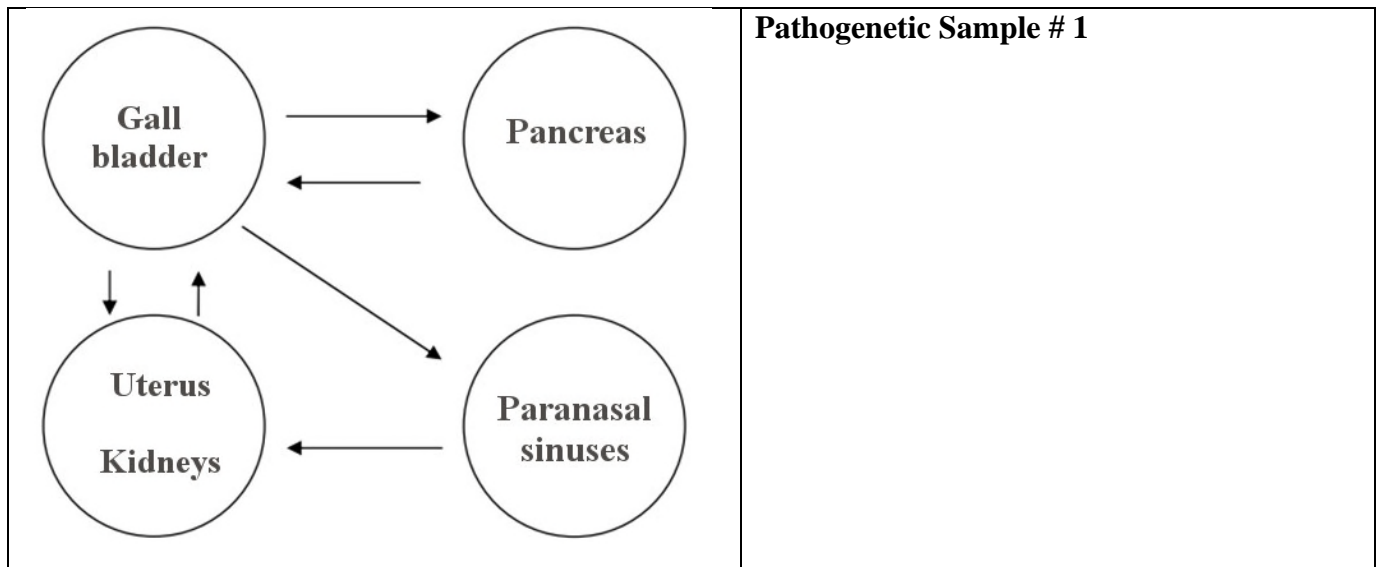 Gall
bladder
Pancreas
Uterus
Kidneys
Paranasal
sinuses
Pathogenetic Sample # 1